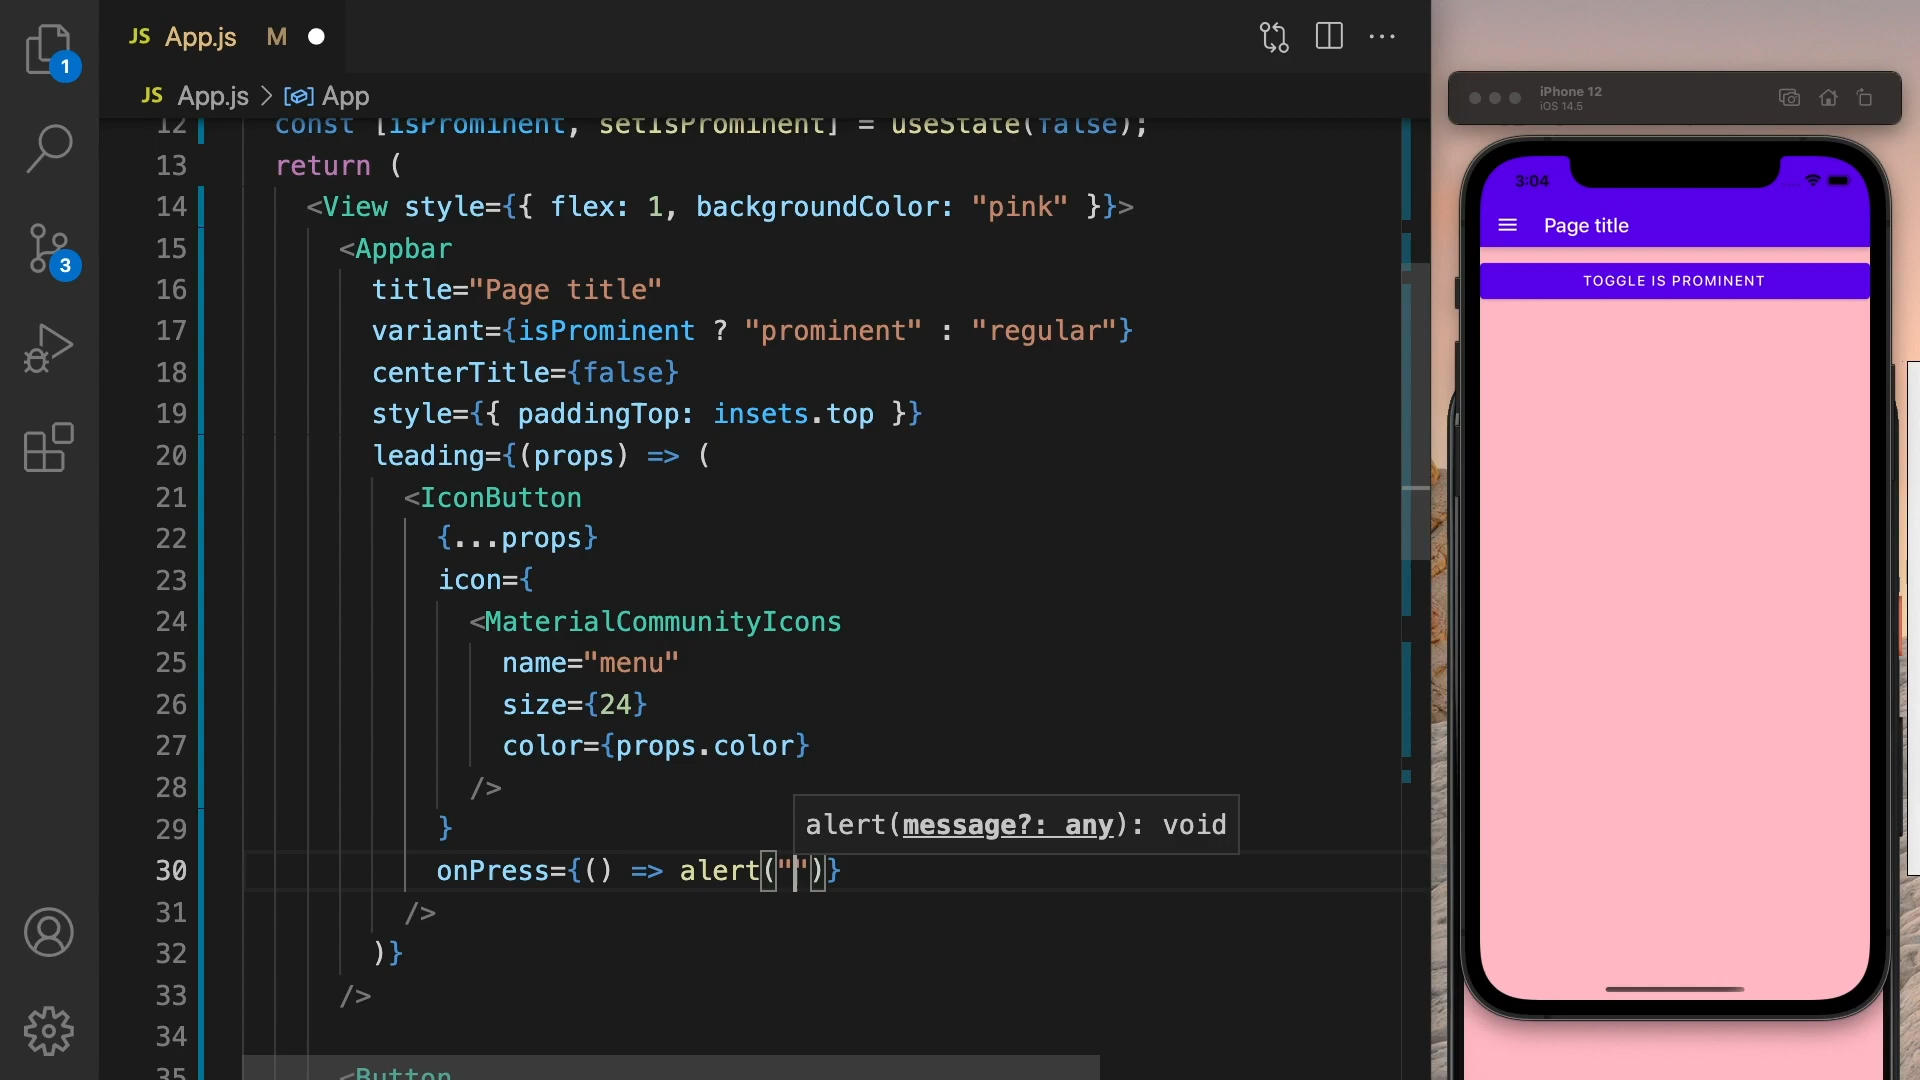 JS App.js M
JS App.js > App
1
3
12 const [isProminent, setIsProminent] = useState(false);
13 return (
14 <View style={{ flex: 1, backgroundColor: "pink" }}>
15 <Appbar
16 title="Page title"
17 variant={isProminent ? "prominent" : "regular"}
18 centerTitle={false}
19 style={{ paddingTop: insets.top }}
20 leading={(props) => (
21 <IconButton
22 {...props}
23 icon={
24 <MaterialCommunityIcons
25 name="menu"
26 size={24}
27 color={props.color}
28 />
29 }
alert(message?: any): void
30 onPress={() => alert("")}
31 />
32 )}
33 />
34
35 <Button
iPhone 12
iOS 14.5
3:04
Page title
TOGGLE IS PROMINENT